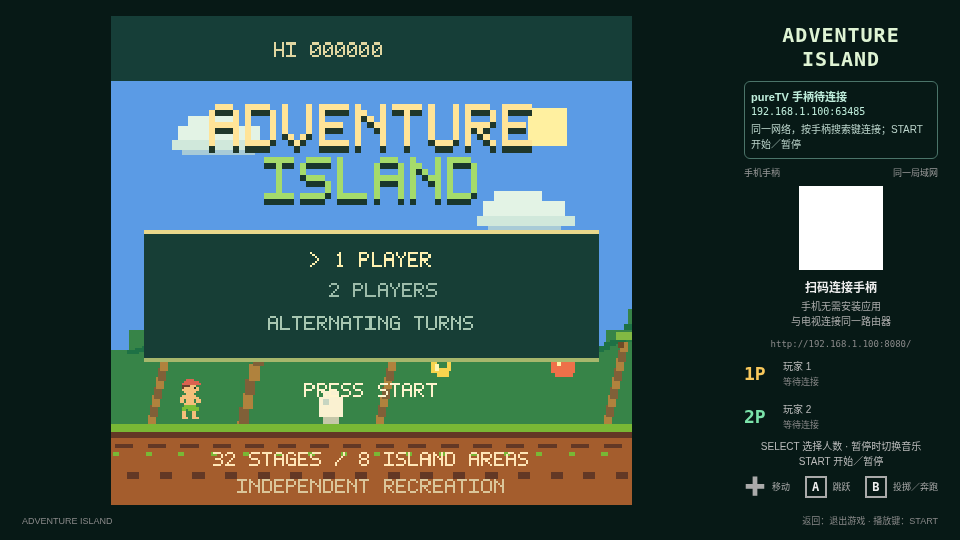 HI 000000
ADVENTURE
ISLAND
> 1 PLAYER
2 PLAYERS
ALTERNATING TURNS
PRESS START
32 STAGES / 8 ISLAND AREAS
INDEPENDENT RECREATION
ADVENTURE ISLAND
ADVENTURE
ISLAND
pureTV 手柄待连接
192.168.1.100:63485
同一网络，按手柄搜索键连接；START
开始／暂停
手机手柄 同一局域网
扫码连接手柄
手机无需安装应用
与电视连接同一路由器
http://192.168.1.100:8080/
1P 玩家 1
等待连接
2P 玩家 2
等待连接
SELECT 选择人数 · 暂停时切换音乐
START 开始／暂停
移动 A 跳跃 B 投掷／奔跑
返回：退出游戏 · 播放键：START